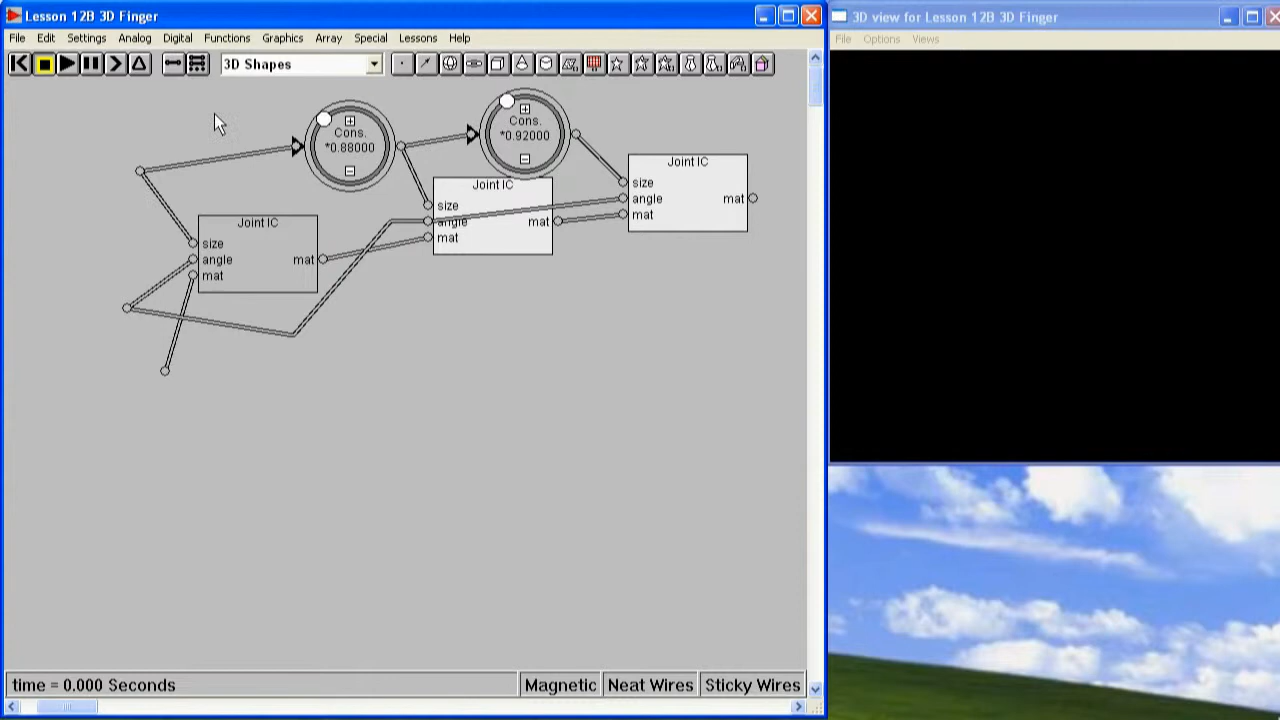 Lesson 12B 3D Finger
File Edit Settings Analog Digital Functions Graphics Array Special Lessons Help
3D Shapes
Cons.
*0.88000
Cons.
*0.92000
Joint IC
size
angle
mat
mat
Joint IC
size
angle
mat
mat
Joint IC
size
angle
mat
mat
time = 0.000 Seconds
Magnetic
Neat Wires
Sticky Wires
3D view for Lesson 12B 3D Finger
File Options Views